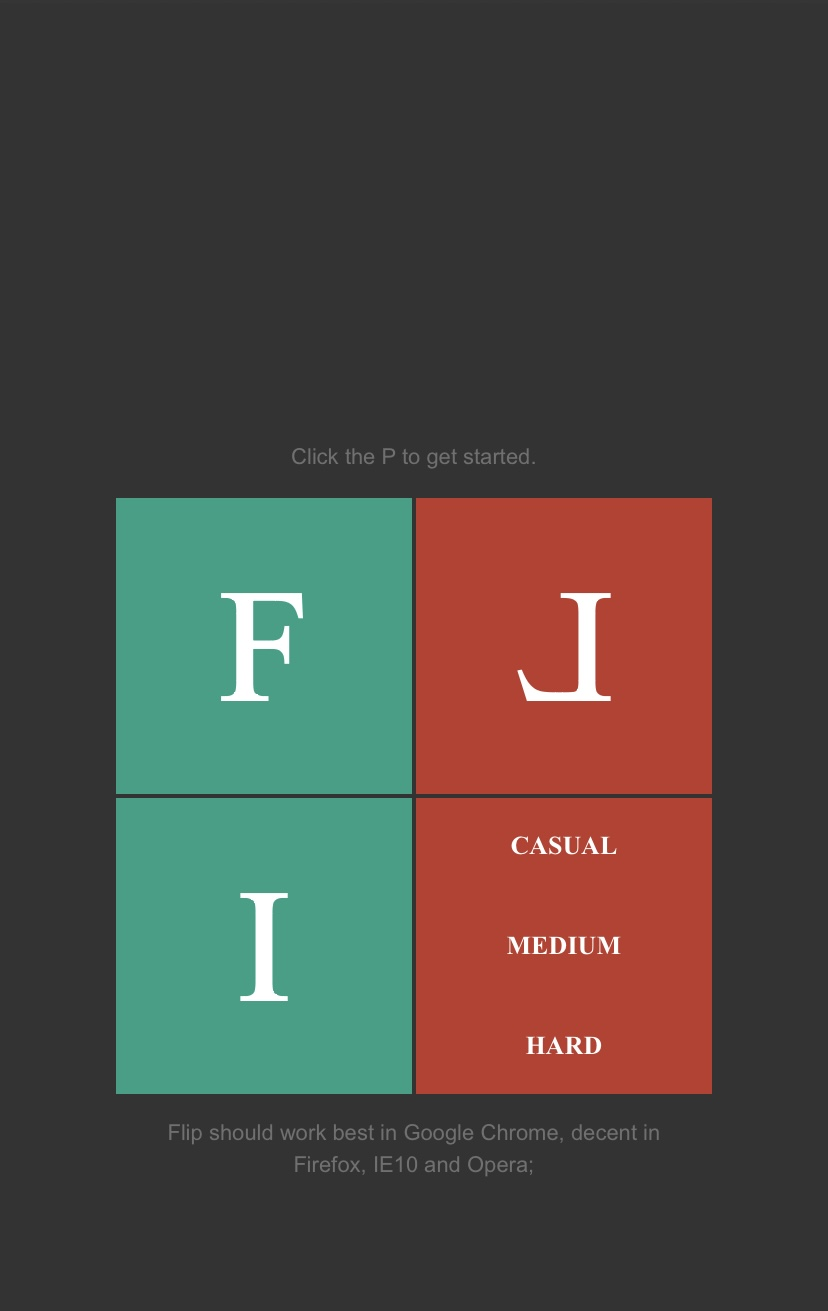 Click the P to get started.
F L
I
CASUAL
MEDIUM
HARD
Flip should work best in Google Chrome, decent in
Firefox, IE10 and Opera;